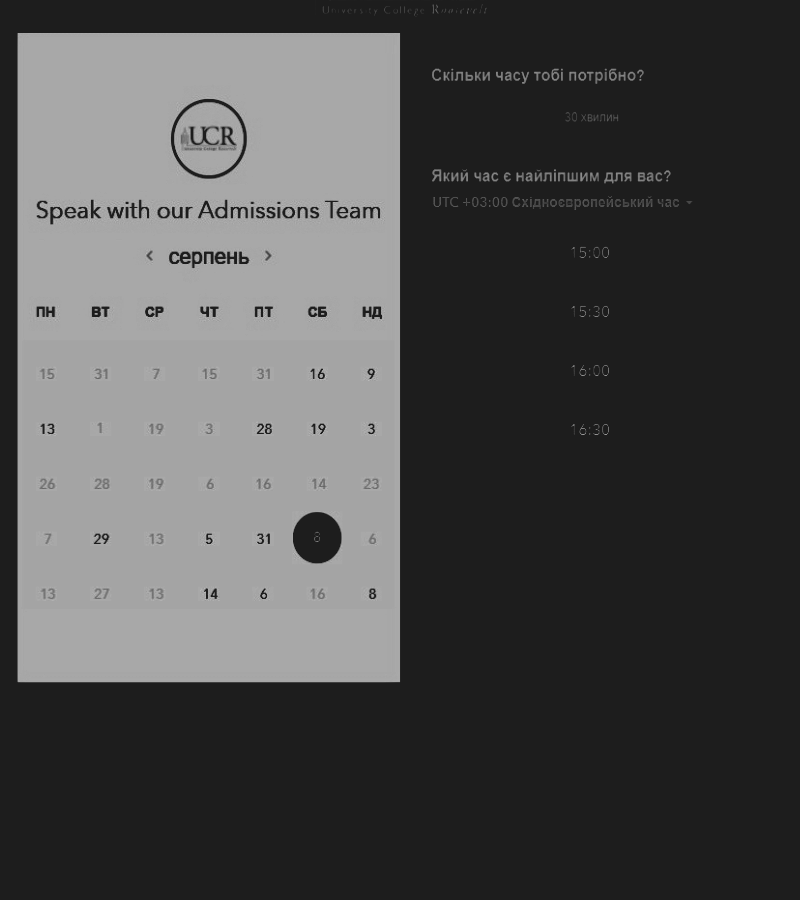 University College Roosevelt
UCR
Speak with our Admissions Team
< серпень >
ПН ВТ СР ЧТ ПТ СБ НД
15 31 7 15 31 16 9
13 1 19 3 28 19 3
26 28 19 6 16 14 23
7 29 13 5 31 8 6
13 27 13 14 6 16 8
Скільки часу тобі потрібно?
30 хвилин
Який час є найліпшим для вас?
UTC +03:00 Східноєвропейський час
15:00
15:30
16:00
16:30